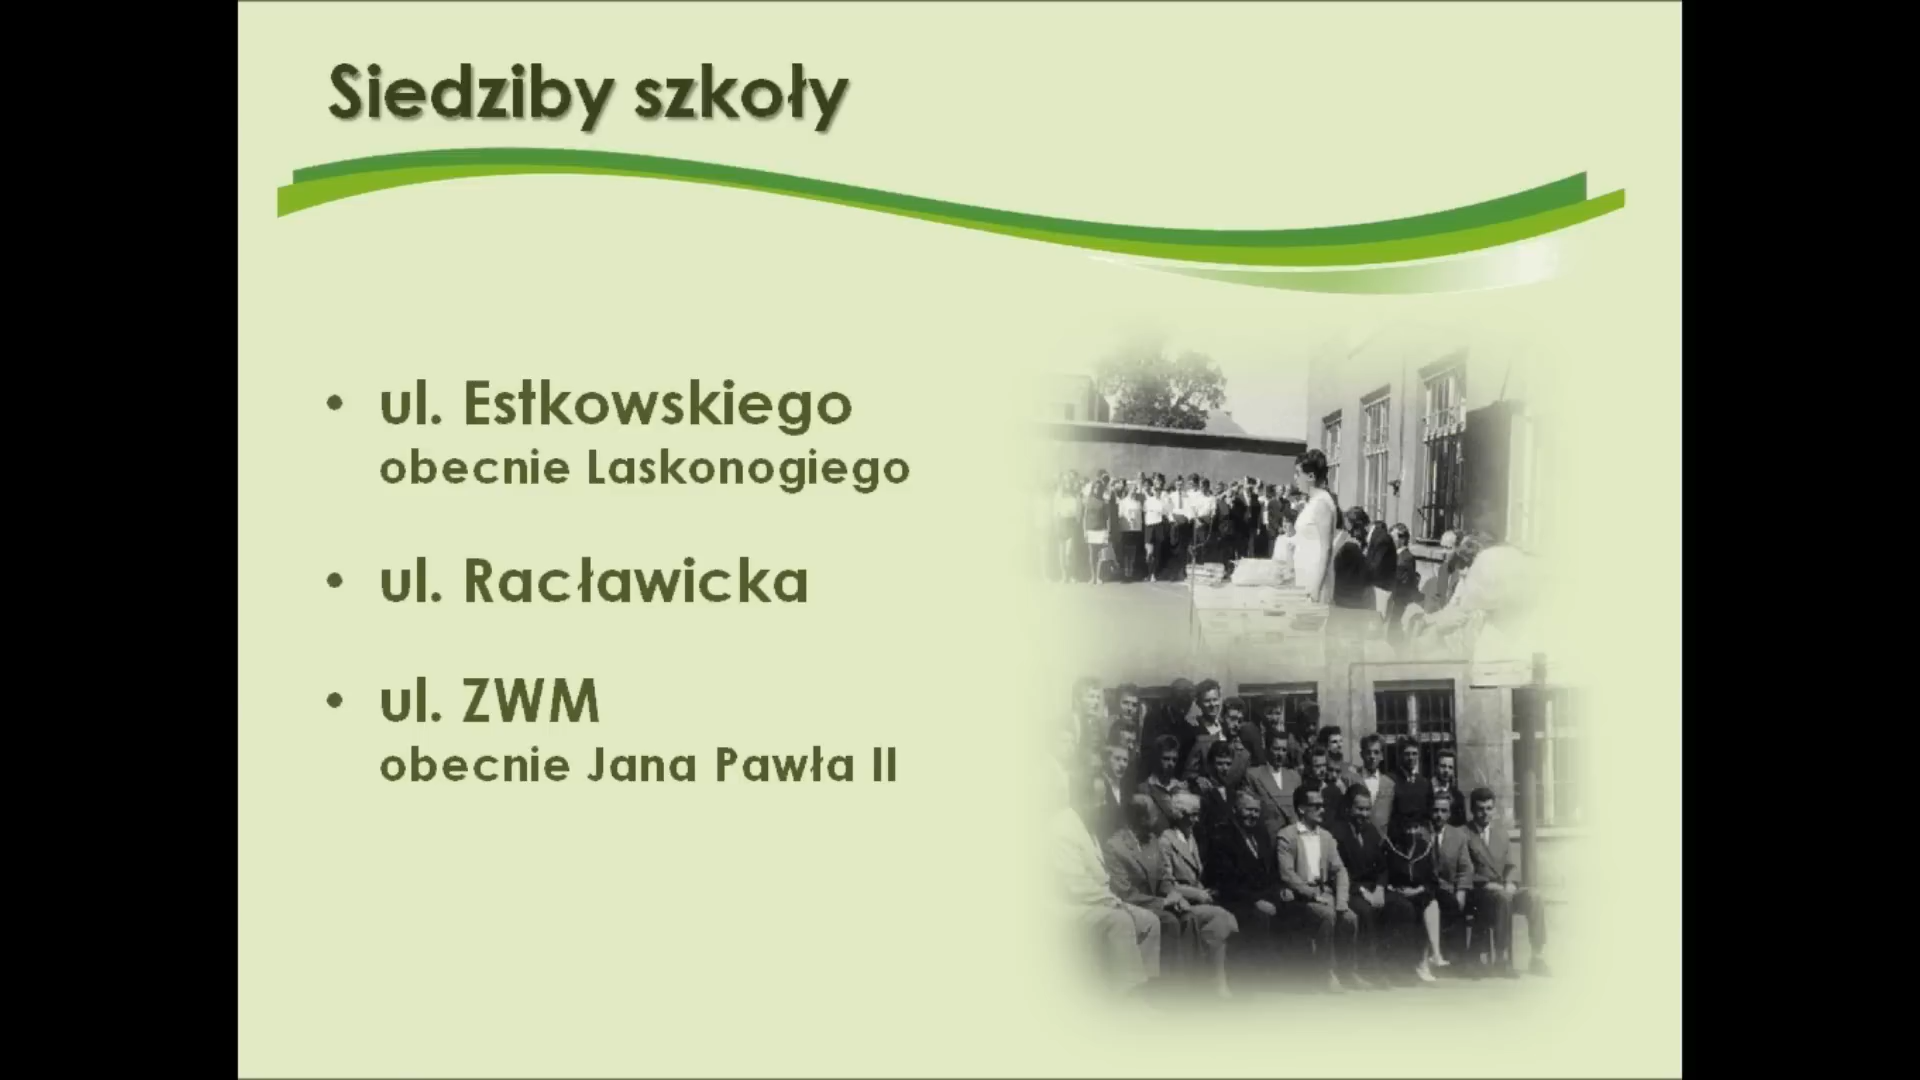 Siedziby szkoły
• ul. Estkowskiego
obecnie Laskonogiego
• ul. Racławicka
• ul. ZWM
obecnie Jana Pawła II